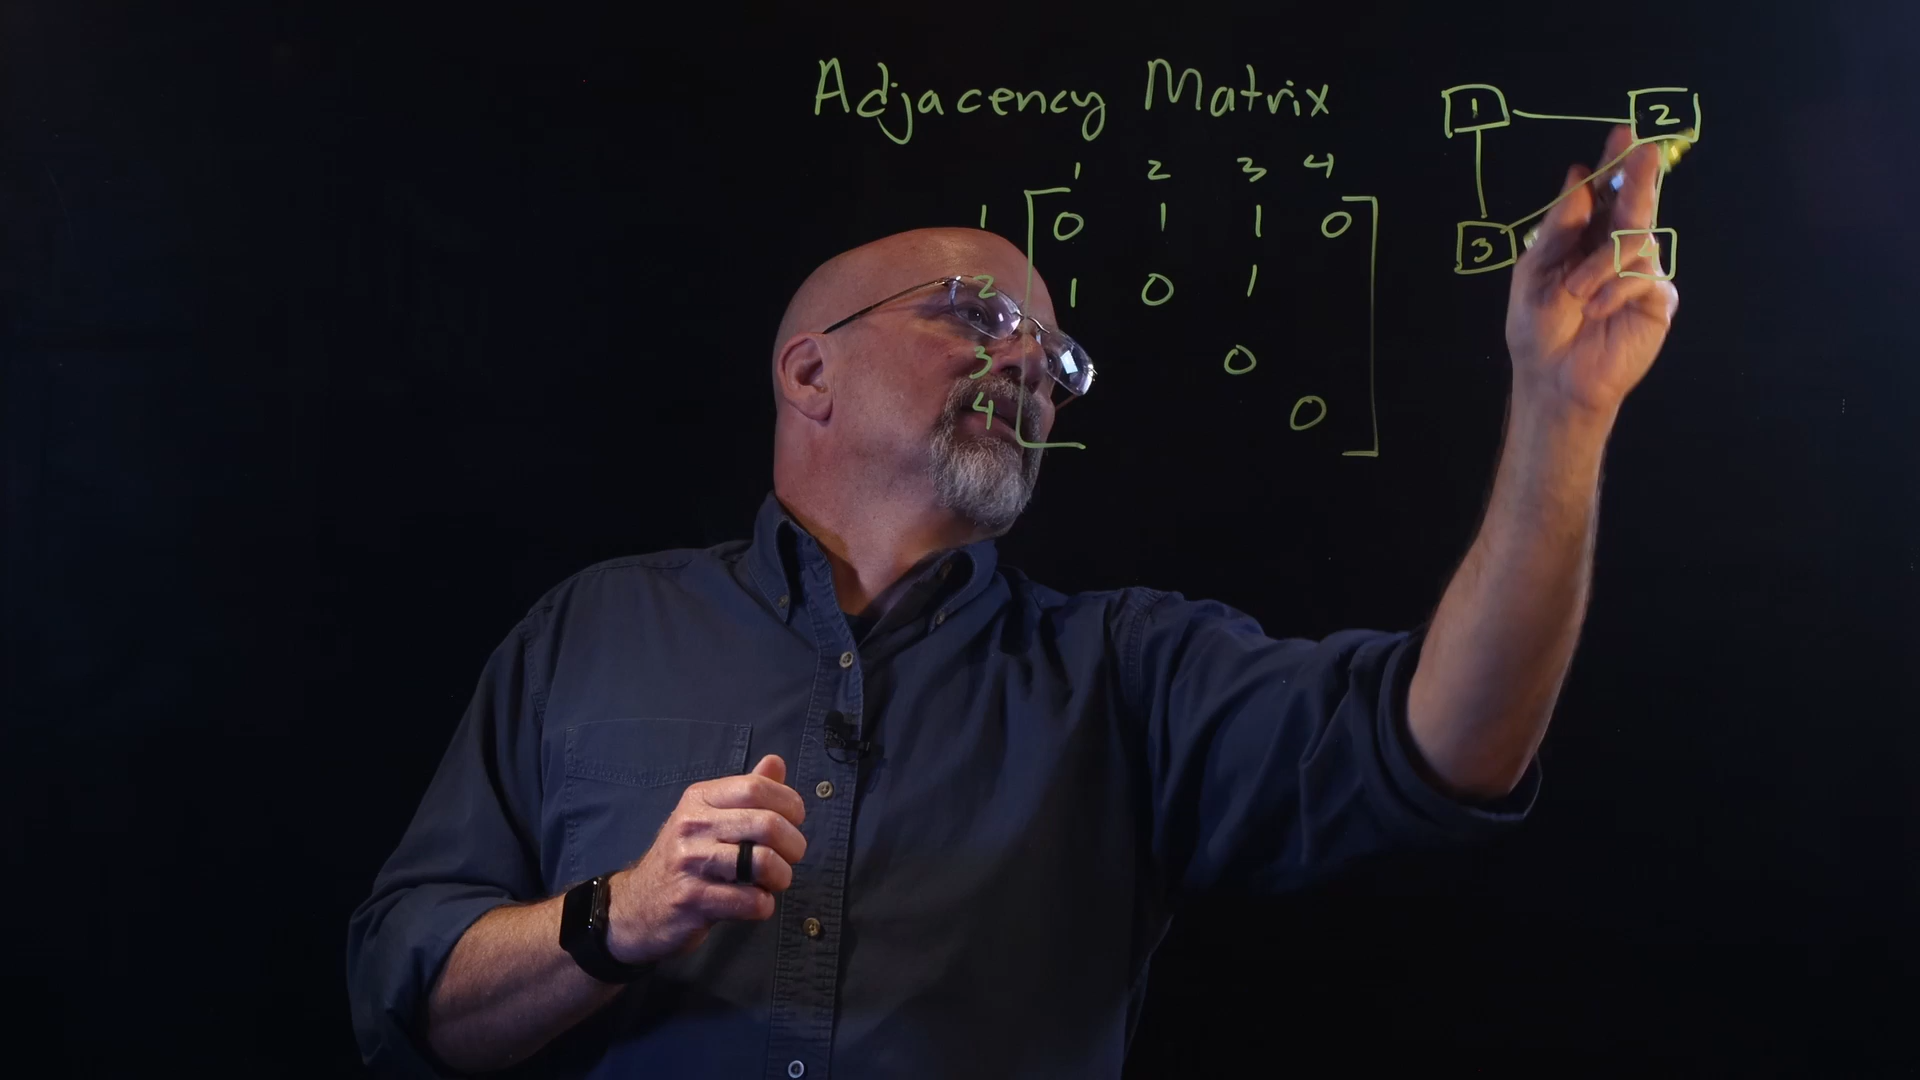 Adjacency Matrix
1 2 3 4
1 0 1 1 0
2 1 0 1
3 0
4 0
1 2
3 4